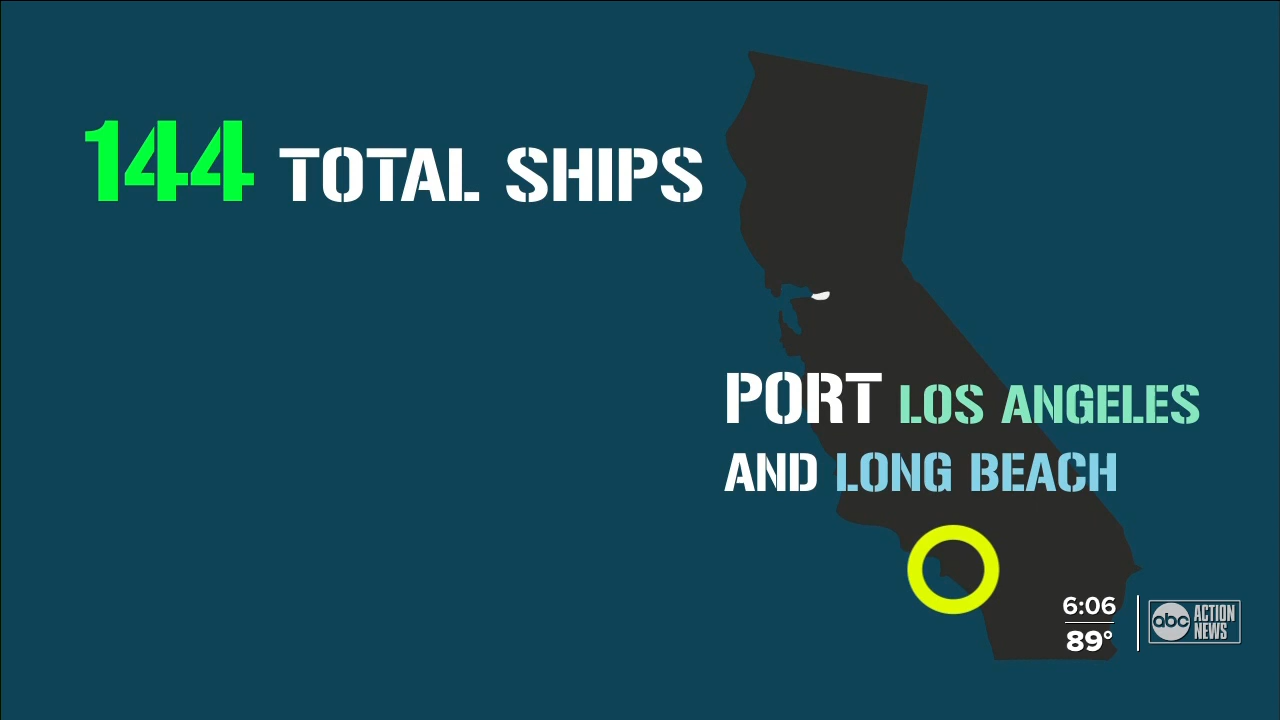 144 TOTAL SHIPS
PORT LOS ANGELES
AND LONG BEACH
6:06
89°
abc ACTION
NEWS